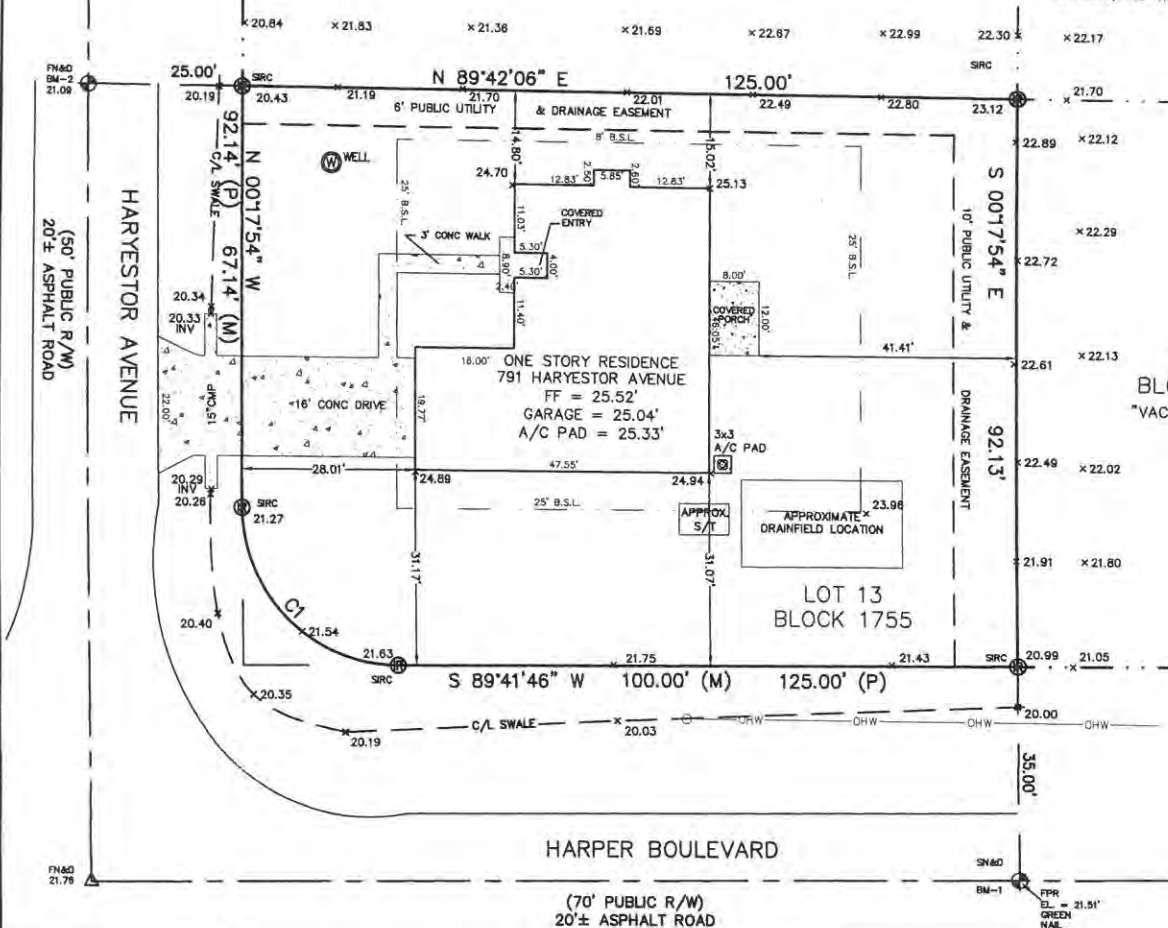 20.84
21.83
21.36
21.69
22.67
22.99
22.30
22.17
FN&D
BM-2
21.09
25.00'
SIRC
N 89°42'06" E
125.00'
SIRC
20.19
20.43
21.19
21.70
22.01
22.49
22.80
23.12
21.70
6' PUBLIC UTILITY
& DRAINAGE EASEMENT
8' B.S.L.
22.89
22.12
92.14' (P)
67.14' (M)
N 00°17'54" W
C/L SWALE
W WELL
14.80'
15.02'
24.70
12.83'
2.50'
5.85'
2.60'
12.83'
25.13
25' B.S.L.
COVERED
ENTRY
3' CONC WALK
11.03'
5.30'
8.90'
4.00'
5.30'
2.40'
11.40'
25' B.S.L.
10' PUBLIC UTILITY &
DRAINAGE EASEMENT
S 00°17'54" E
92.13'
22.29
22.72
HARYESTOR AVENUE
(50' PUBLIC R/W)
20'± ASPHALT ROAD
20.34
20.33
INV
8.00'
COVERED
PORCH
12.00'
46.05'
41.41'
22.13
22.61
18.00'
ONE STORY RESIDENCE
791 HARYESTOR AVENUE
FF = 25.52'
GARAGE = 25.04'
A/C PAD = 25.33'
BLO
"VAC
22.00'
15"CMP
16' CONC DRIVE
19.77'
3x3
A/C PAD
28.01'
47.55'
22.49
22.02
20.29
INV
20.26
24.89
24.94
SIRC
21.27
25' B.S.L.
APPROX.
S/T
23.96
APPROXIMATE
DRAINFIELD LOCATION
31.17'
31.07'
21.91
21.80
LOT 13
BLOCK 1755
C1
20.40
21.54
21.63
SIRC
21.75
21.43
SIRC
20.99
21.05
S 89°41'46" W
100.00' (M)
125.00' (P)
20.35
20.19
C/L SWALE
20.03
OHW
OHW
OHW
OHW
20.00
35.00'
HARPER BOULEVARD
FN&D
21.76
SN&D
BM-1
FPR
EL = 21.51'
GREEN
NAIL
(70' PUBLIC R/W)
20'± ASPHALT ROAD